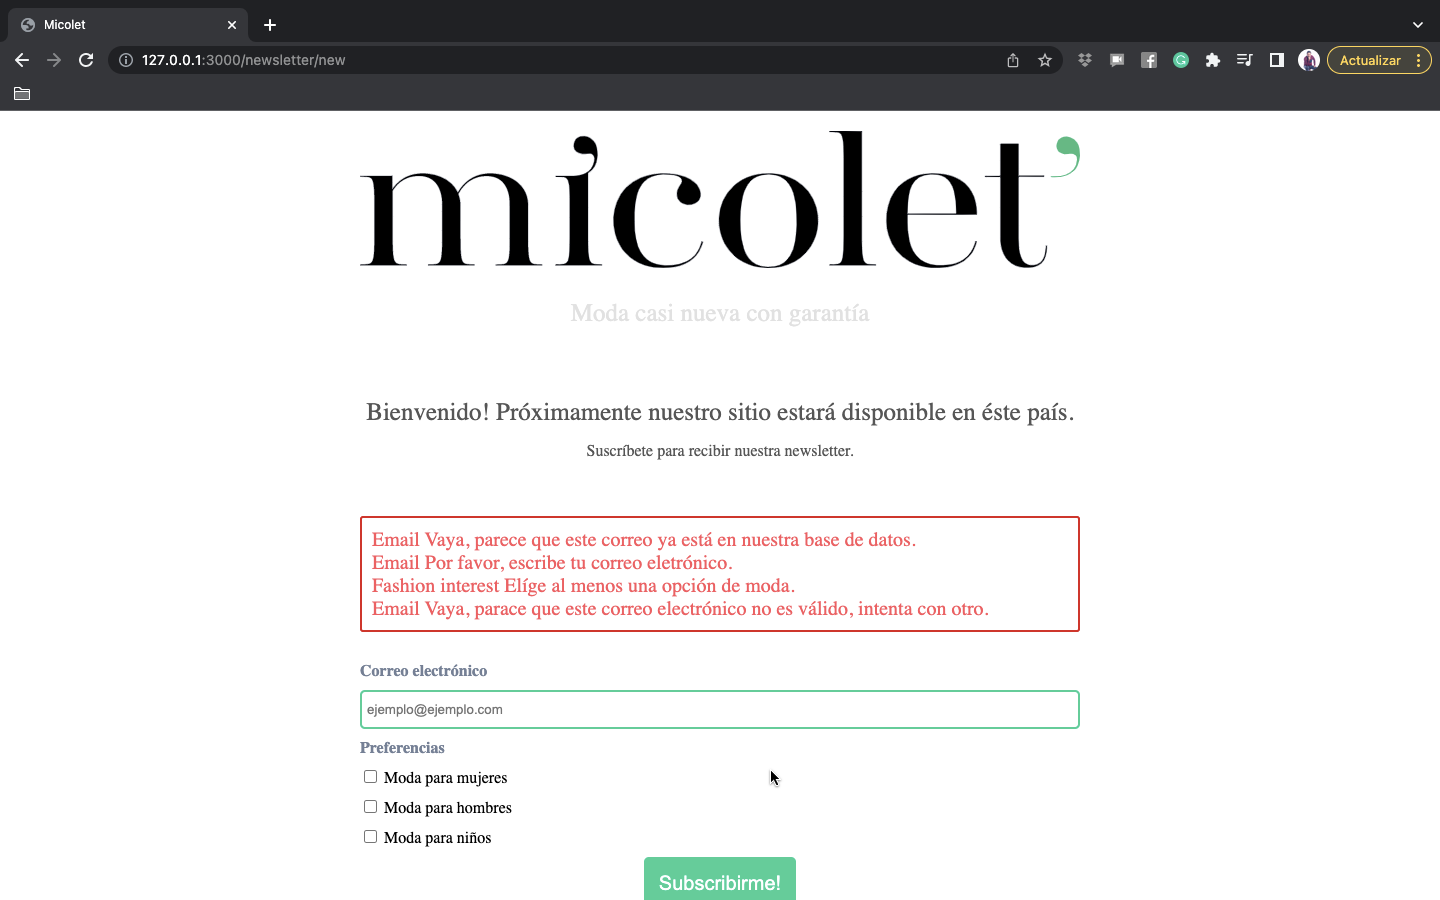 Micolet
127.0.0.1:3000/newsletter/new
Actualizar
micolet
Moda casi nueva con garantía
Bienvenido! Próximamente nuestro sitio estará disponible en éste país.
Suscríbete para recibir nuestra newsletter.
Email Vaya, parece que este correo ya está en nuestra base de datos.
Email Por favor, escribe tu correo eletrónico.
Fashion interest Elíge al menos una opción de moda.
Email Vaya, parace que este correo electrónico no es válido, intenta con otro.
Correo electrónico
ejemplo@ejemplo.com
Preferencias
Moda para mujeres
Moda para hombres
Moda para niños
Subscribirme!